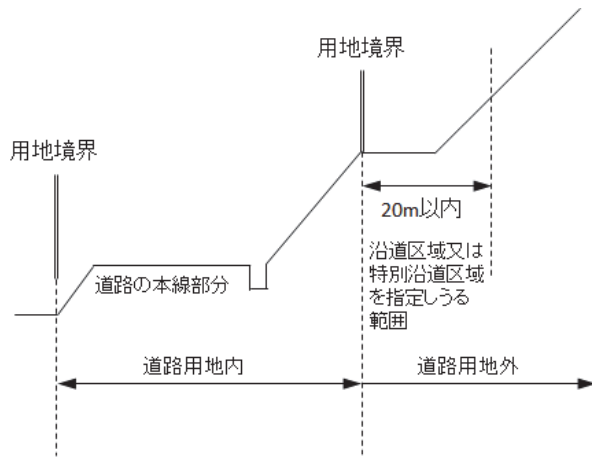 用地境界
用地境界
20m以内
沿道区域又は
特別沿道区域
を指定しうる
範囲
道路の本線部分
道路用地内
道路用地外